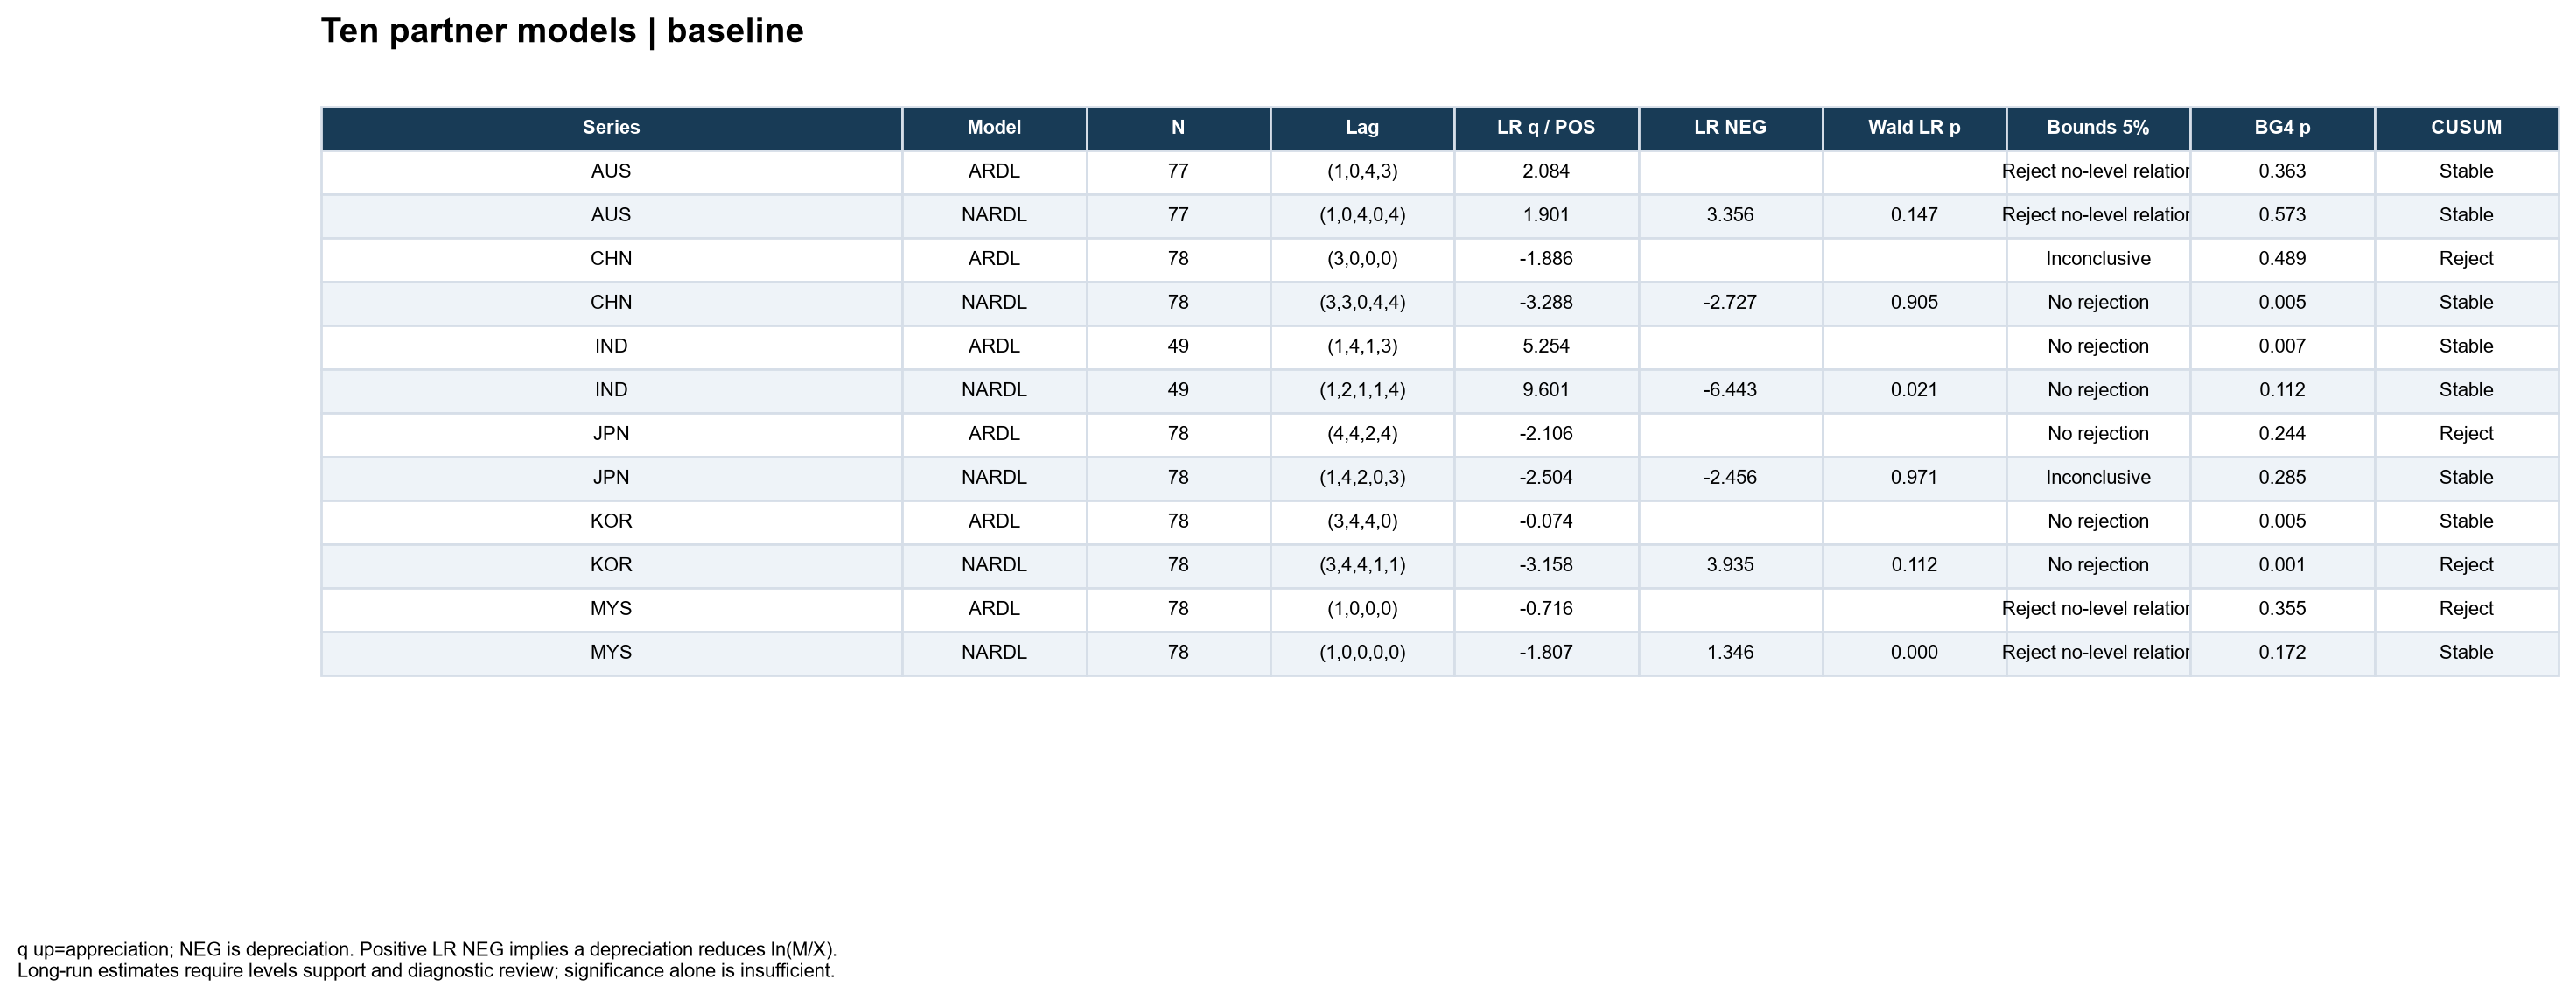 Ten partner models | baseline
Series Model N Lag LR q / POS LR NEG Wald LR p Bounds 5% BG4 p CUSUM
AUS ARDL 77 (1,0,4,3) 2.084 Reject no-level relation 0.363 Stable
AUS NARDL 77 (1,0,4,0,4) 1.901 3.356 0.147 Reject no-level relation 0.573 Stable
CHN ARDL 78 (3,0,0,0) -1.886 Inconclusive 0.489 Reject
CHN NARDL 78 (3,3,0,4,4) -3.288 -2.727 0.905 No rejection 0.005 Stable
IND ARDL 49 (1,4,1,3) 5.254 No rejection 0.007 Stable
IND NARDL 49 (1,2,1,1,4) 9.601 -6.443 0.021 No rejection 0.112 Stable
JPN ARDL 78 (4,4,2,4) -2.106 No rejection 0.244 Reject
JPN NARDL 78 (1,4,2,0,3) -2.504 -2.456 0.971 Inconclusive 0.285 Stable
KOR ARDL 78 (3,4,4,0) -0.074 No rejection 0.005 Stable
KOR NARDL 78 (3,4,4,1,1) -3.158 3.935 0.112 No rejection 0.001 Reject
MYS ARDL 78 (1,0,0,0) -0.716 Reject no-level relation 0.355 Reject
MYS NARDL 78 (1,0,0,0,0) -1.807 1.346 0.000 Reject no-level relation 0.172 Stable
q up=appreciation; NEG is depreciation. Positive LR NEG implies a depreciation reduces ln(M/X).
Long-run estimates require levels support and diagnostic review; significance alone is insufficient.